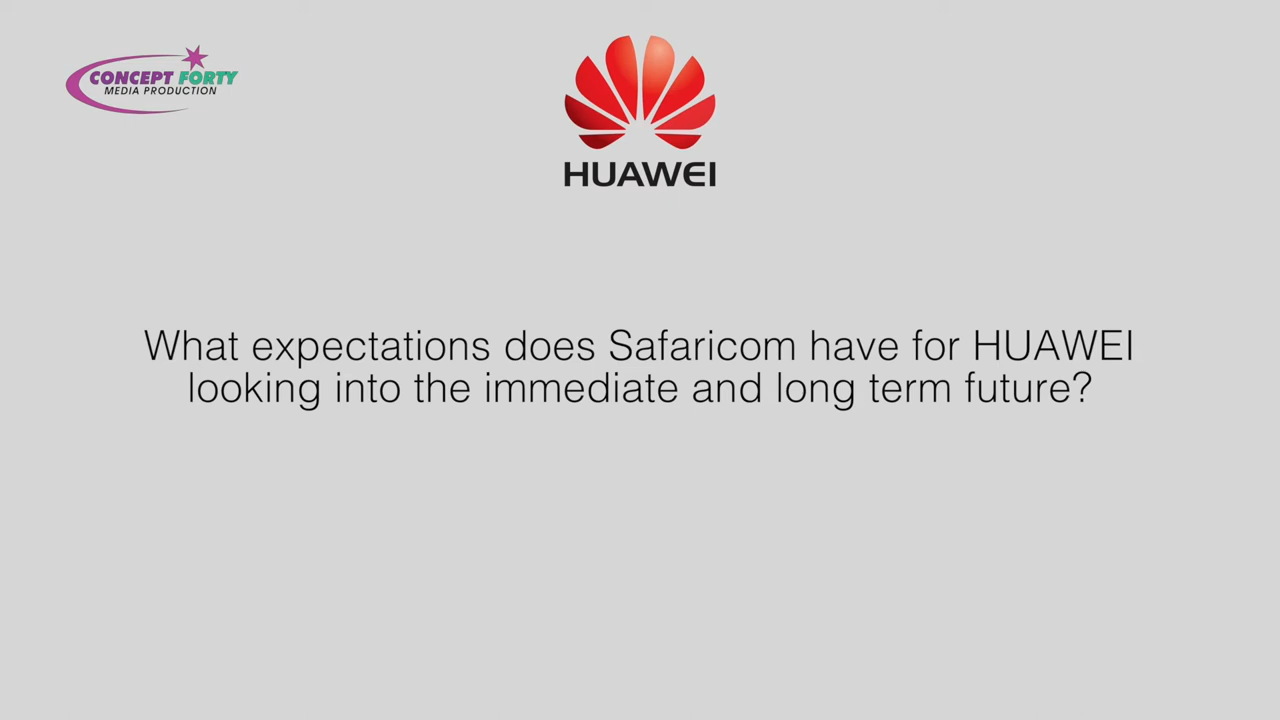 CONCEPT FORTY
MEDIA PRODUCTION
HUAWEI
What expectations does Safaricom have for HUAWEI
looking into the immediate and long term future?